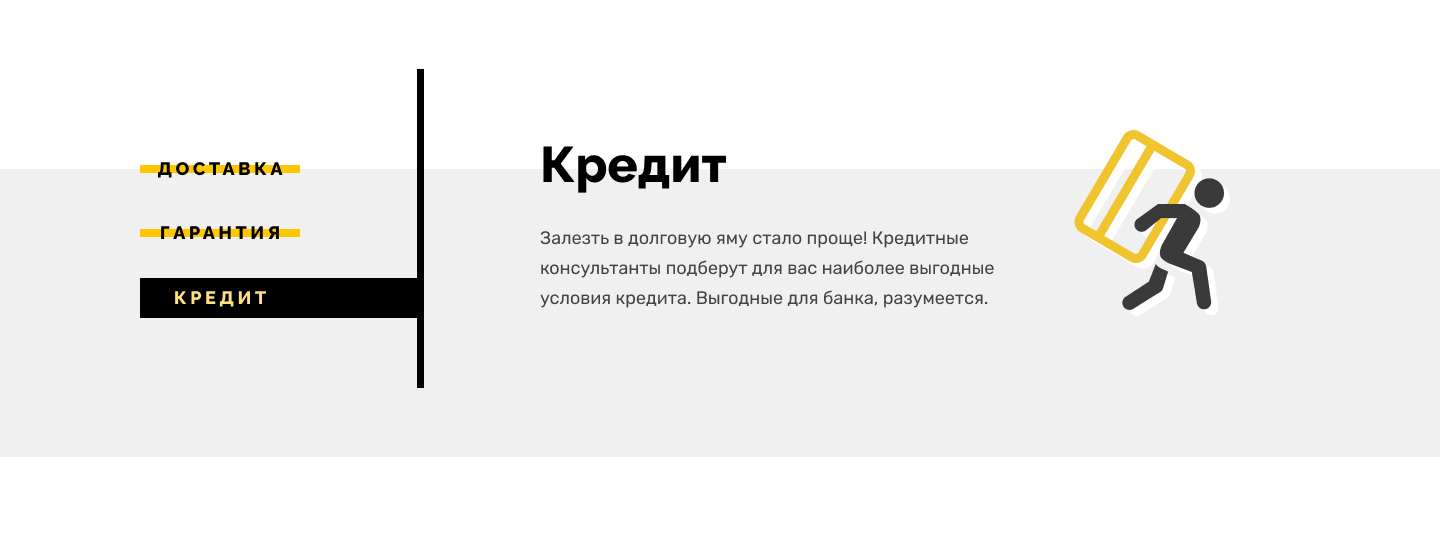 ДОСТАВКА
ГАРАНТИЯ
КРЕДИТ
Кредит
Залезть в долговую яму стало проще! Кредитные
консультанты подберут для вас наиболее выгодные
условия кредита. Выгодные для банка, разумеется.